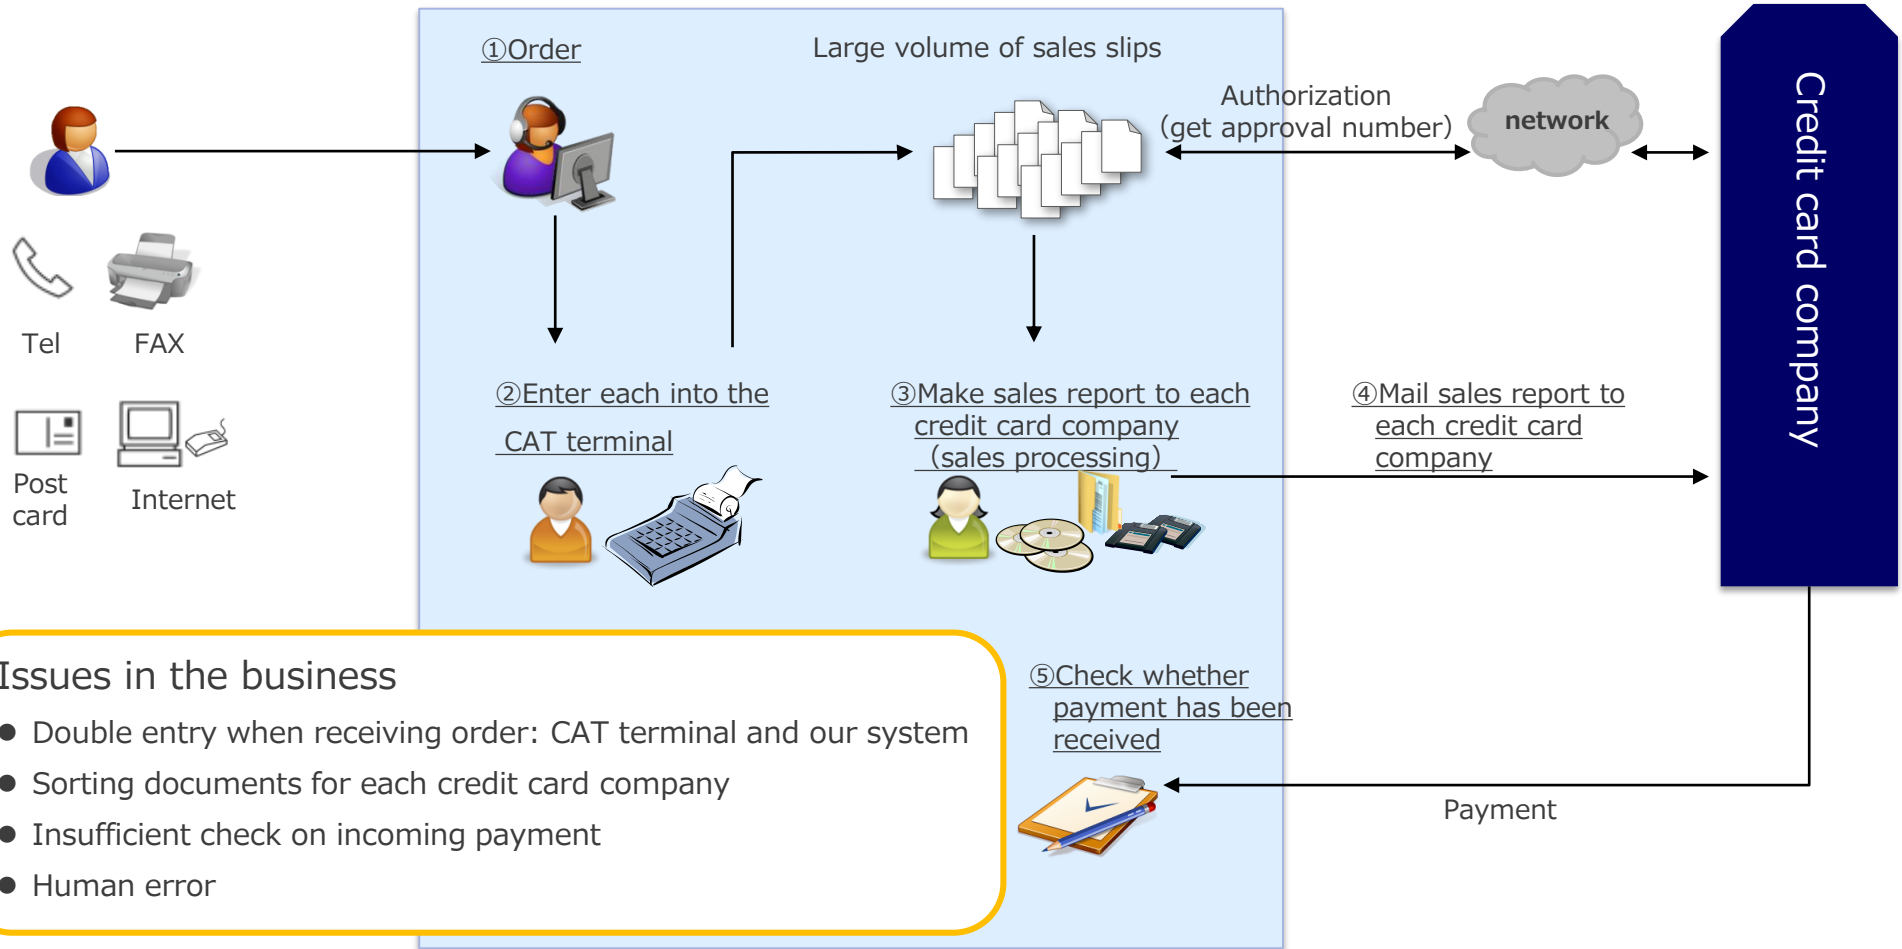 ①Order
Large volume of sales slips
Authorization
（get approval number）
network
Credit card company
Tel
FAX
Post
card
Internet
②Enter each into the
CAT terminal
③Make sales report to each
credit card company
（sales processing）
④Mail sales report to
each credit card
company
Issues in the business
● Double entry when receiving order: CAT terminal and our system
● Sorting documents for each credit card company
● Insufficient check on incoming payment
● Human error
⑤Check whether
payment has been
received
Payment